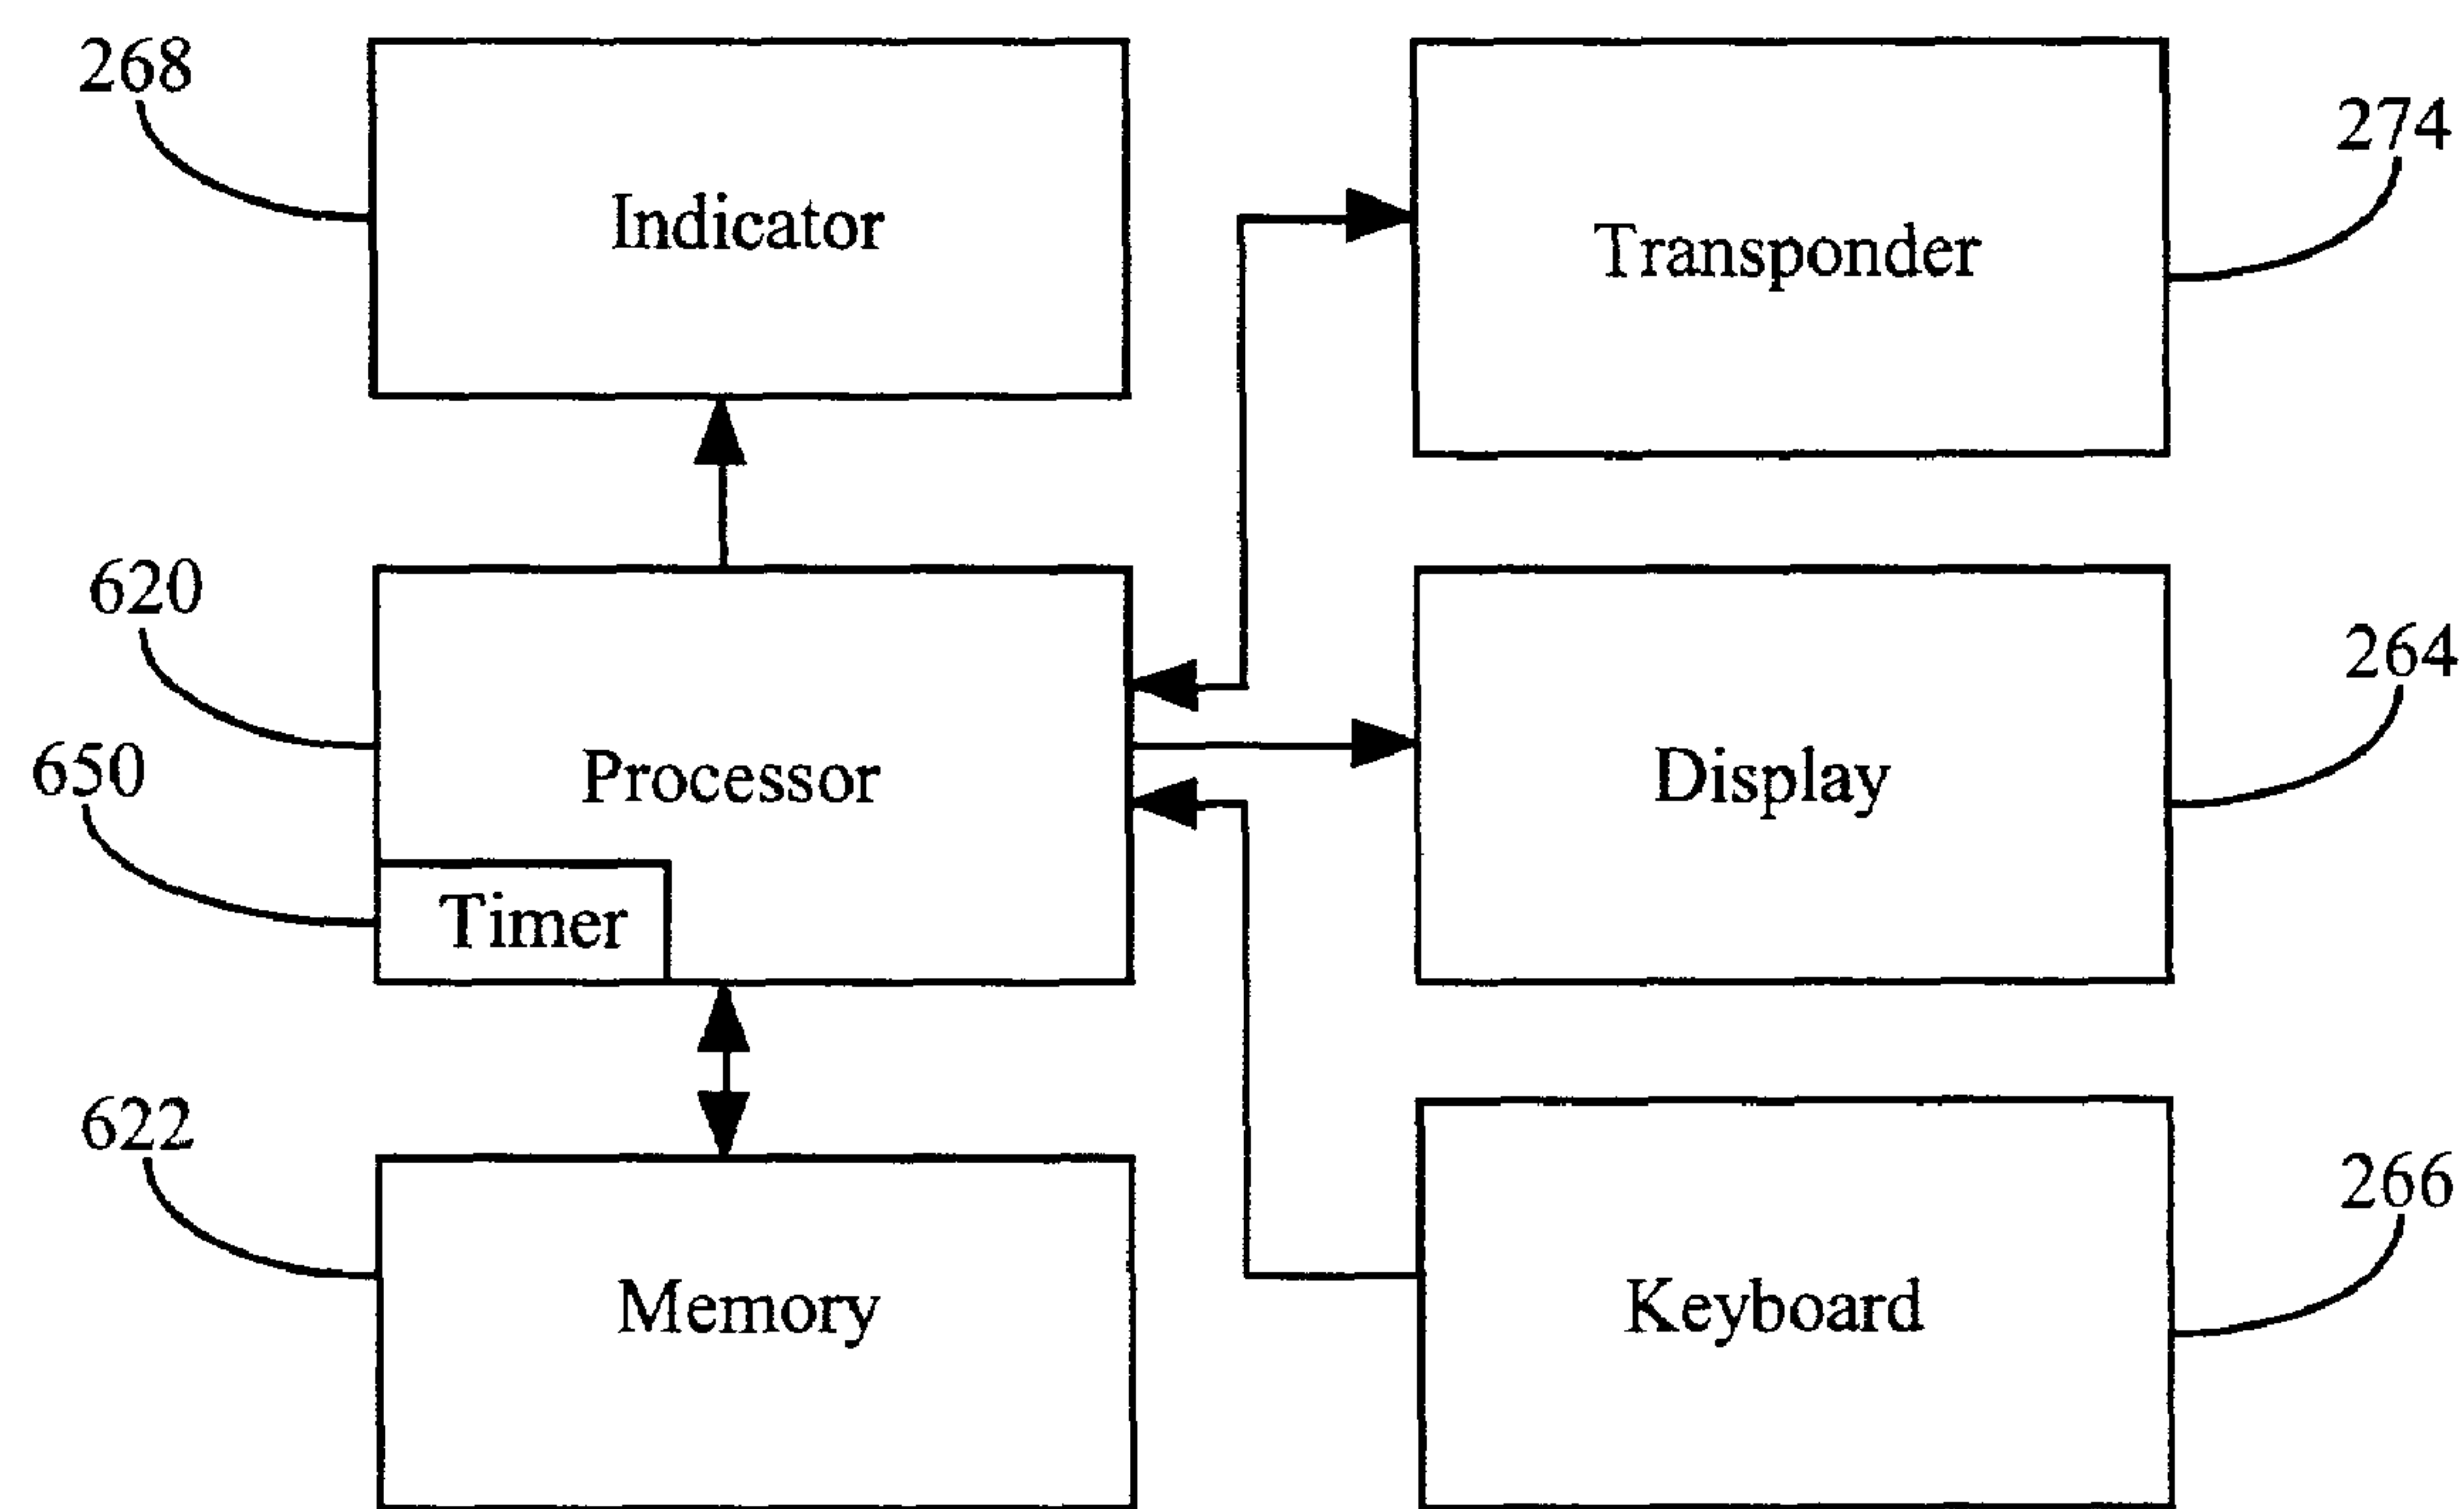 268
Indicator
274
Transponder
620
650
Processor
Timer
264
Display
622
Memory
266
Keyboard